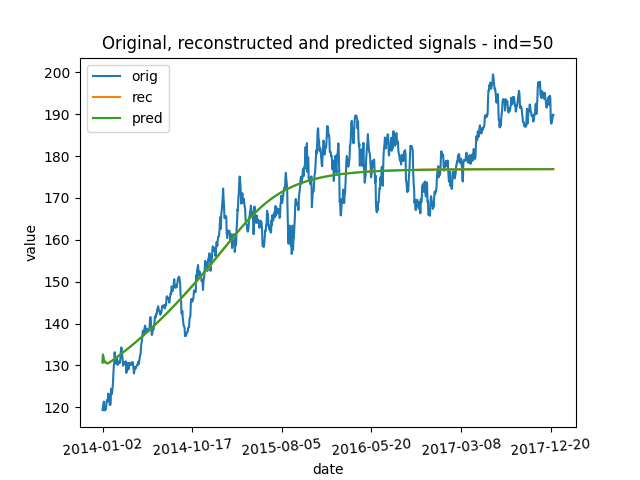 Original, reconstructed and predicted signals - ind=50
orig
rec
pred
200
190
180
170
160
150
140
130
120
value
2014-01-02 2014-10-17 2015-08-05 2016-05-20 2017-03-08 2017-12-20
date